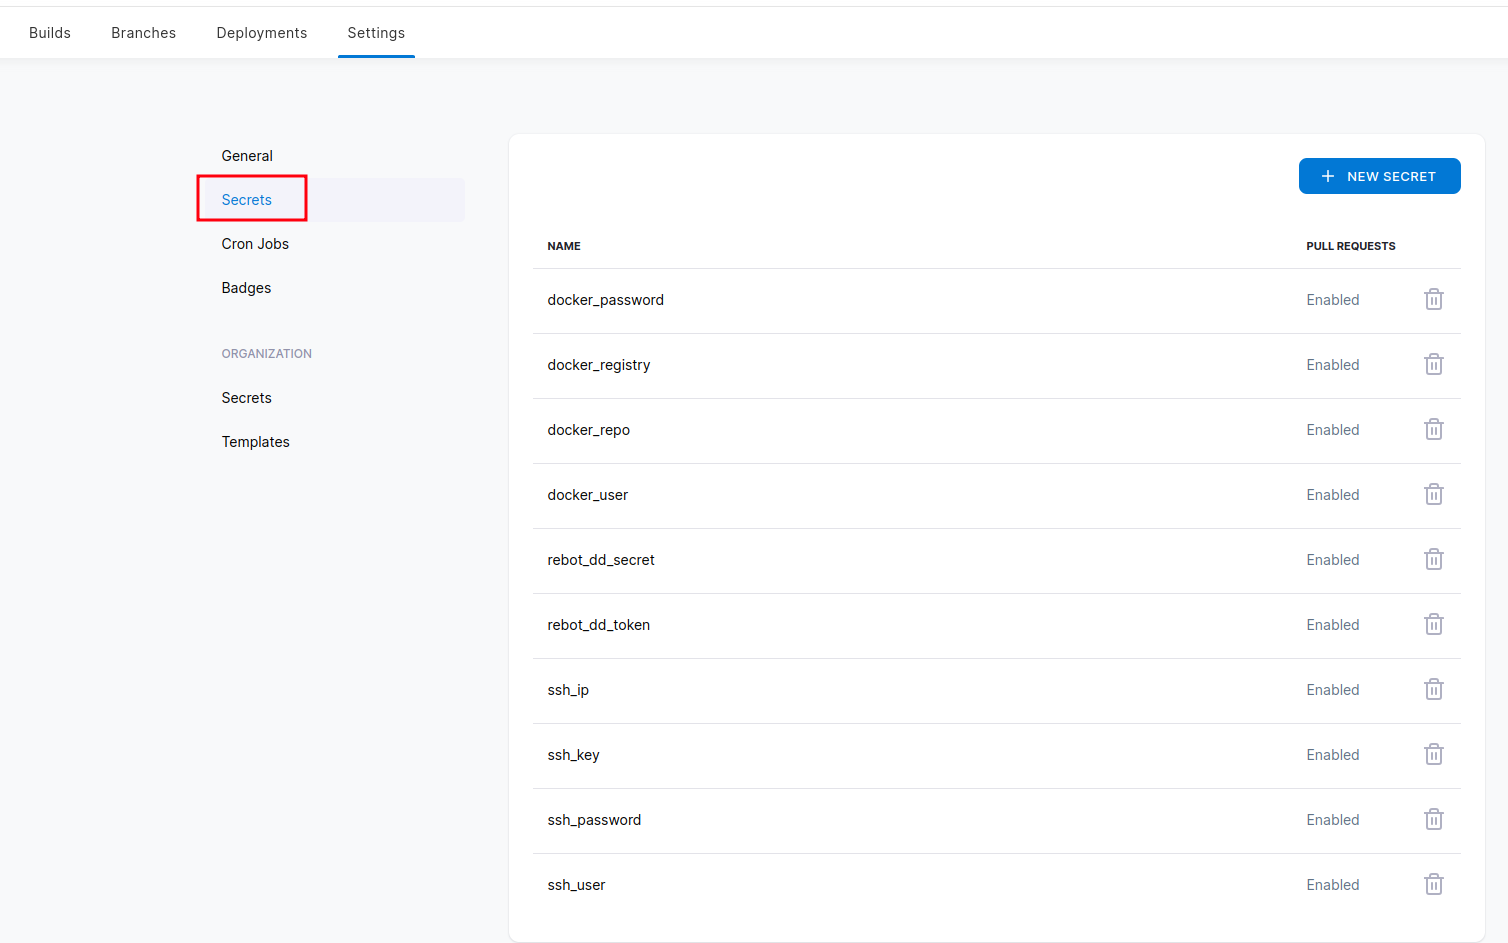 Builds Branches Deployments Settings
General
Secrets
Cron Jobs
Badges
ORGANIZATION
Secrets
Templates
+ NEW SECRET
NAME PULL REQUESTS
docker_password Enabled
docker_registry Enabled
docker_repo Enabled
docker_user Enabled
rebot_dd_secret Enabled
rebot_dd_token Enabled
ssh_ip Enabled
ssh_key Enabled
ssh_password Enabled
ssh_user Enabled